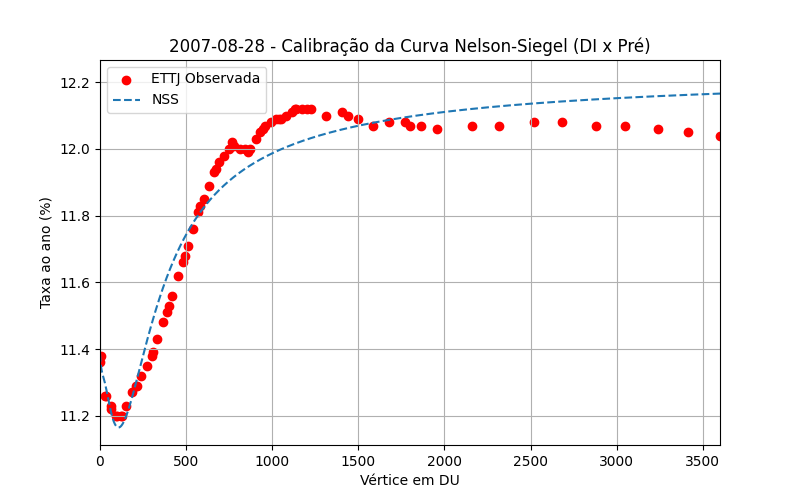 2007-08-28 - Calibração da Curva Nelson-Siegel (DI x Pré)
ETTJ Observada
NSS
Taxa ao ano (%)
12.2
12.0
11.8
11.6
11.4
11.2
0 500 1000 1500 2000 2500 3000 3500
Vértice em DU